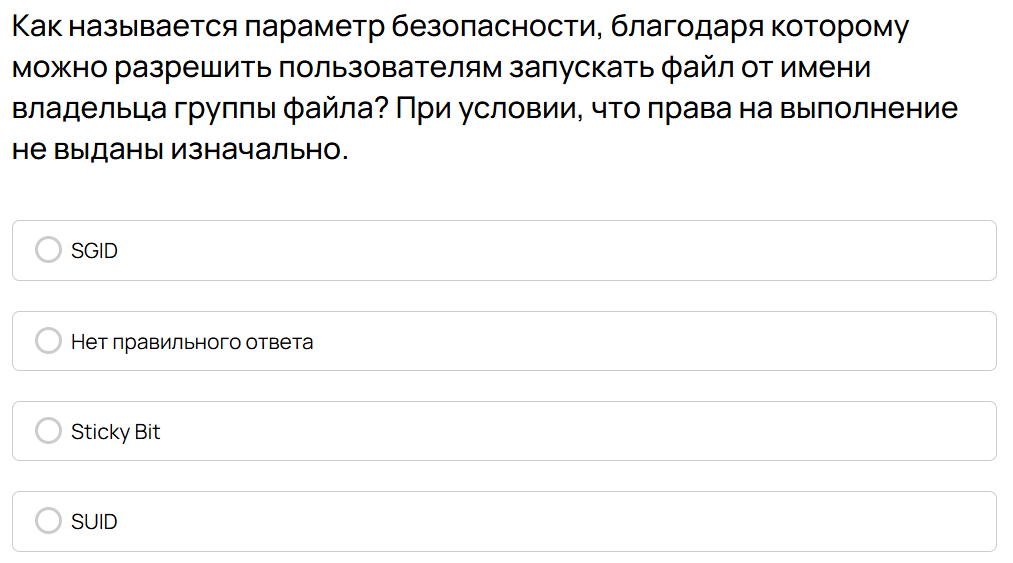 Как называется параметр безопасности, благодаря которому
можно разрешить пользователям запускать файл от имени
владельца группы файла? При условии, что права на выполнение
не выданы изначально.
SGID
Нет правильного ответа
Sticky Bit
SUID